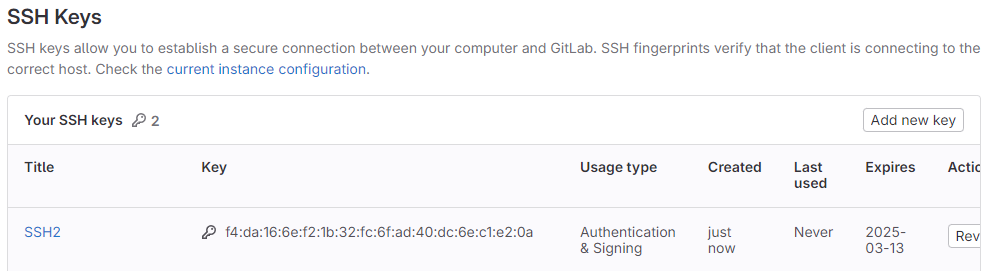 SSH Keys
SSH keys allow you to establish a secure connection between your computer and GitLab. SSH fingerprints verify that the client is connecting to the
correct host. Check the current instance configuration.
Your SSH keys 2
Add new key
Title Key Usage type Created Last used Expires Actio
SSH2 f4:da:16:6e:f2:1b:32:fc:6f:ad:40:dc:6e:c1:e2:0a Authentication & Signing just now Never 2025-03-13 Rev